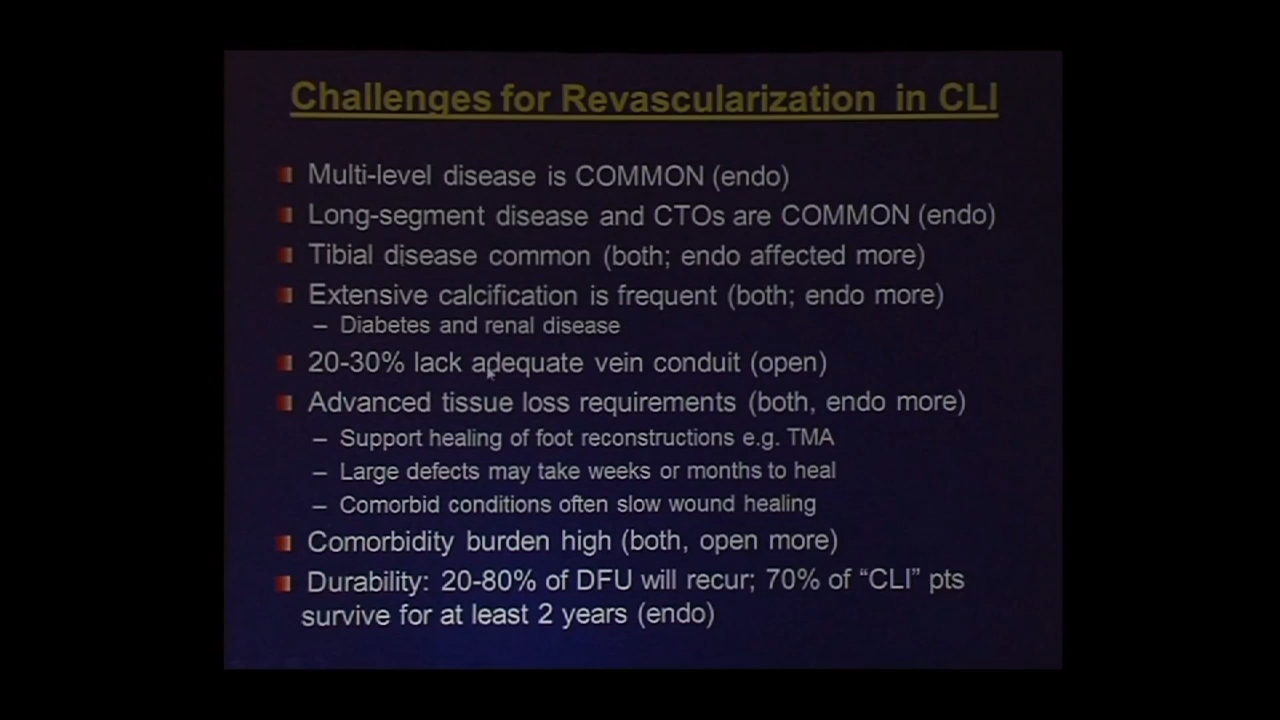 Challenges for Revascularization in CLI
Multi-level disease is COMMON (endo)
Long-segment disease and CTOs are COMMON (endo)
Tibial disease common (both; endo affected more)
Extensive calcification is frequent (both; endo more)
– Diabetes and renal disease
20-30% lack adequate vein conduit (open)
Advanced tissue loss requirements (both, endo more)
– Support healing of foot reconstructions e.g. TMA
– Large defects may take weeks or months to heal
– Comorbid conditions often slow wound healing
Comorbidity burden high (both, open more)
Durability: 20-80% of DFU will recur; 70% of “CLI” pts
survive for at least 2 years (endo)